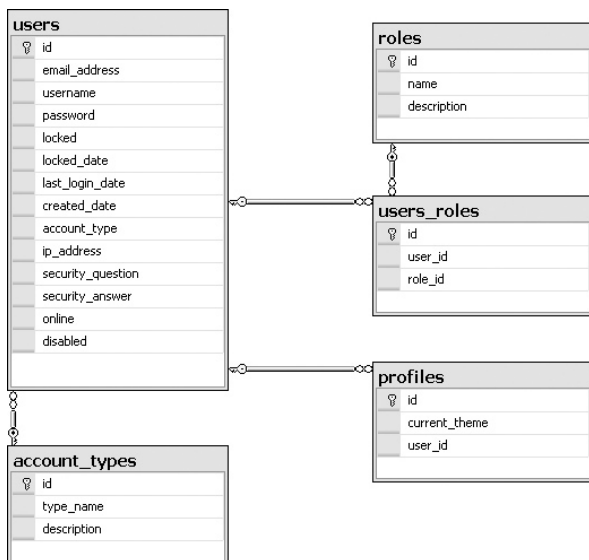 users
id
email_address
username
password
locked
locked_date
last_login_date
created_date
account_type
ip_address
security_question
security_answer
online
disabled
roles
id
name
description
users_roles
id
user_id
role_id
profiles
id
current_theme
user_id
account_types
id
type_name
description